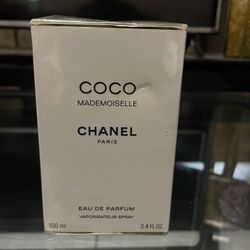 COCO
MADEMOISELLE
CHANEL
PARIS
EAU DE PARFUM
VAPORISATEUR SPRAY
100 ml 3.4 FL.OZ.